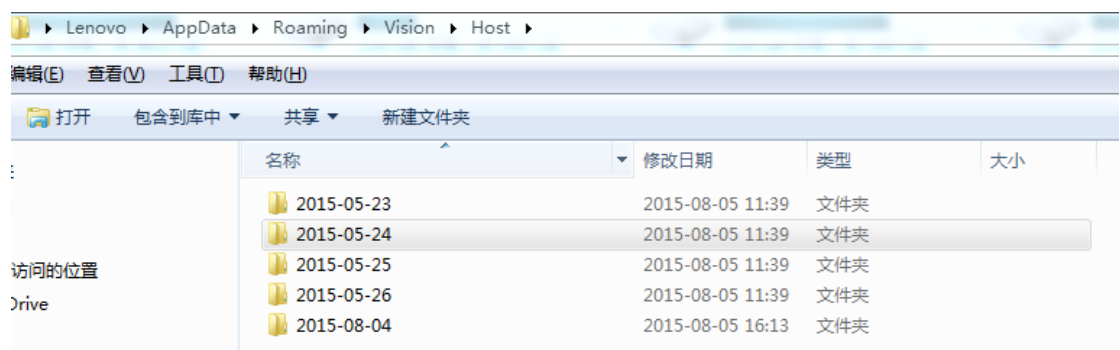 Lenovo ▸ AppData ▸ Roaming ▸ Vision ▸ Host ▸
编辑(E) 查看(V) 工具(T) 帮助(H)
打开 包含到库中 ▼ 共享 ▼ 新建文件夹
名称 修改日期 类型 大小
2015-05-23 2015-08-05 11:39 文件夹
2015-05-24 2015-08-05 11:39 文件夹
2015-05-25 2015-08-05 11:39 文件夹
访问的位置
2015-05-26 2015-08-05 11:39 文件夹
Drive
2015-08-04 2015-08-05 16:13 文件夹